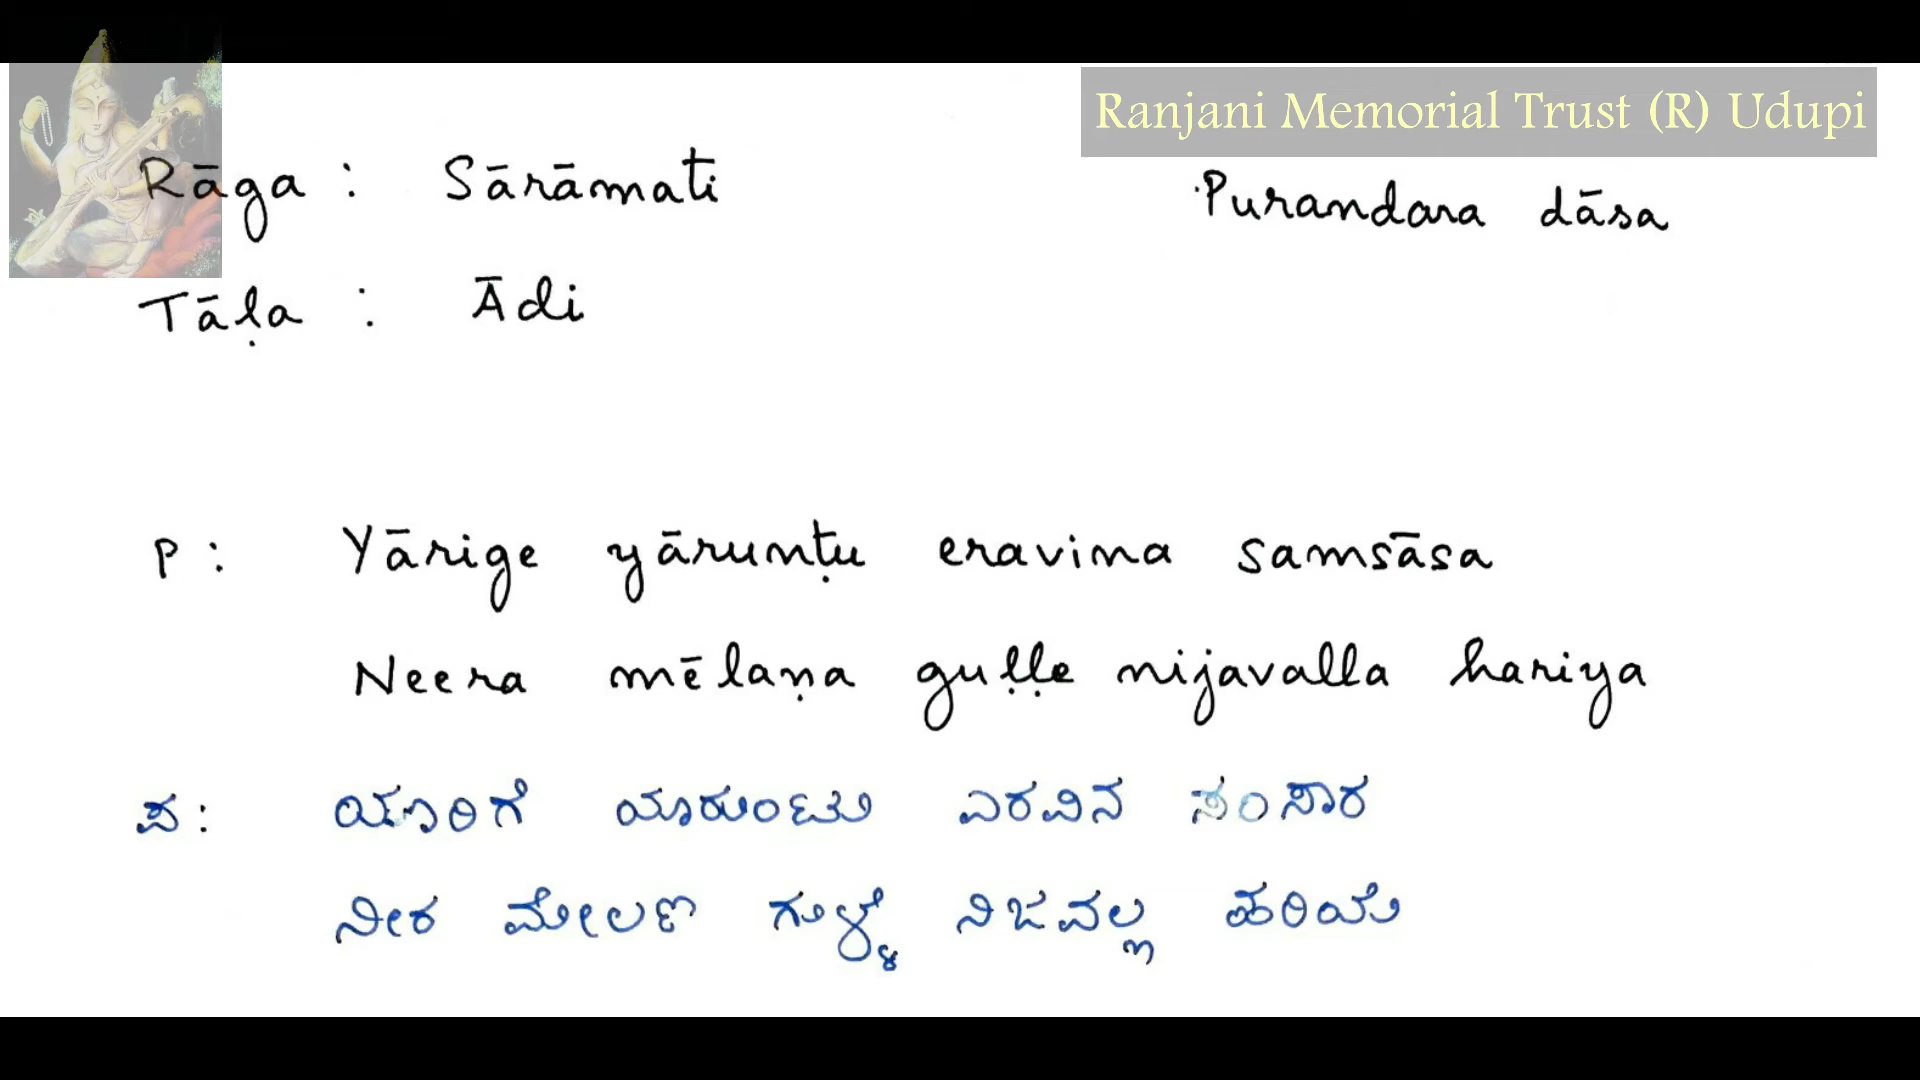 Ranjani Memorial Trust (R) Udupi
Rāga : Sārāmati
Purandara dāsa
Tāḷa : Ādi
P : Yārige yāruṇṭu eravina samsāsa
Neera mēlaṇa guḷḷe nijavalla hariya
ಪ : ಯಾರಿಗೆ ಯಾರುಂಟು ಎರವಿನ ಸಂಸಾರ
ನೀರ ಮೇಲಣ ಗುಳ್ಳೆ ನಿಜವಲ್ಲ ಹರಿಯೆ